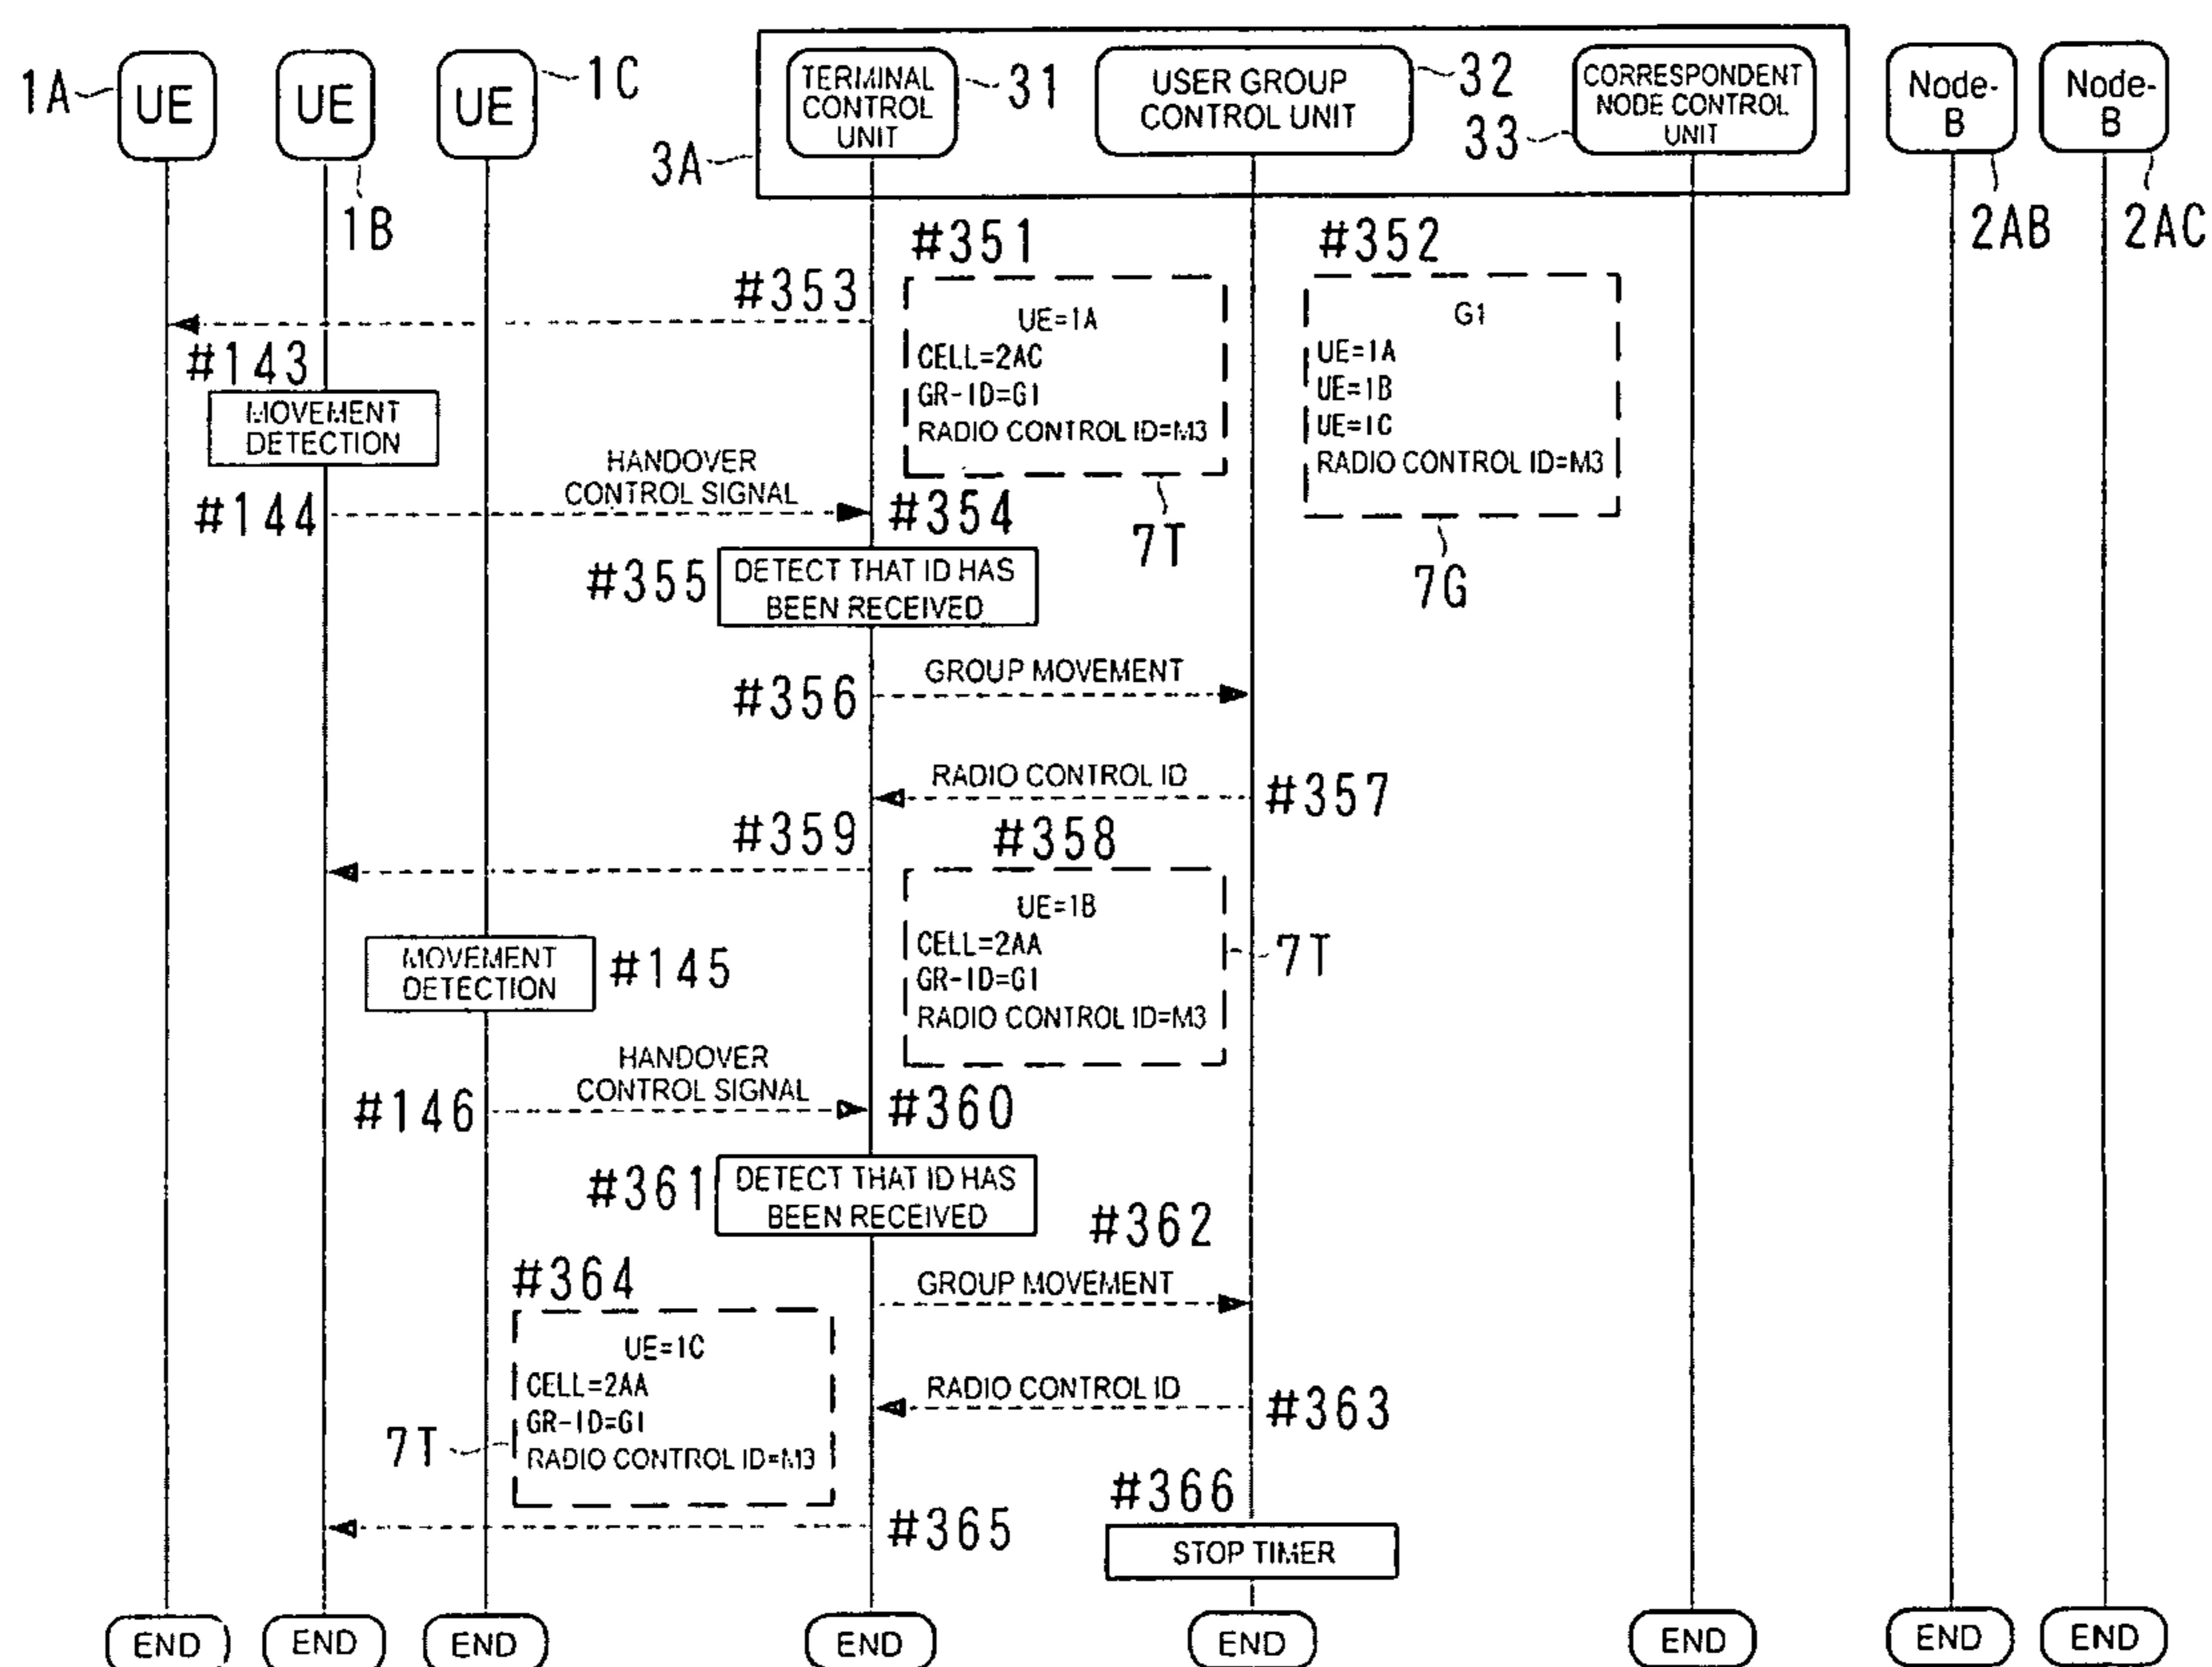 1A
UE
UE
1B
UE
1C
3A
TERMINAL
CONTROL
UNIT
31
USER GROUP
CONTROL UNIT
32
33
CORRESPONDENT
NODE CONTROL
UNIT
Node-
B
2AB
Node-
B
2AC
#351
UE=1A
CELL=2AC
GR-ID=G1
RADIO CONTROL ID=M3
7T
#352
G1
UE=1A
UE=1B
UE=1C
RADIO CONTROL ID=M3
7G
#353
#143
MOVEMENT
DETECTION
#144
HANDOVER
CONTROL SIGNAL
#354
#355
DETECT THAT ID HAS
BEEN RECEIVED
#356
GROUP MOVEMENT
RADIO CONTROL ID
#357
#359
#358
UE=1B
CELL=2AA
GR-ID=G1
RADIO CONTROL ID=M3
7T
MOVEMENT
DETECTION
#145
#146
HANDOVER
CONTROL SIGNAL
#360
#361
DETECT THAT ID HAS
BEEN RECEIVED
#362
GROUP MOVEMENT
#364
UE=1C
CELL=2AA
GR-ID=G1
RADIO CONTROL ID=M3
7T
RADIO CONTROL ID
#363
#365
#366
STOP TIMER
END
END
END
END
END
END
END
END